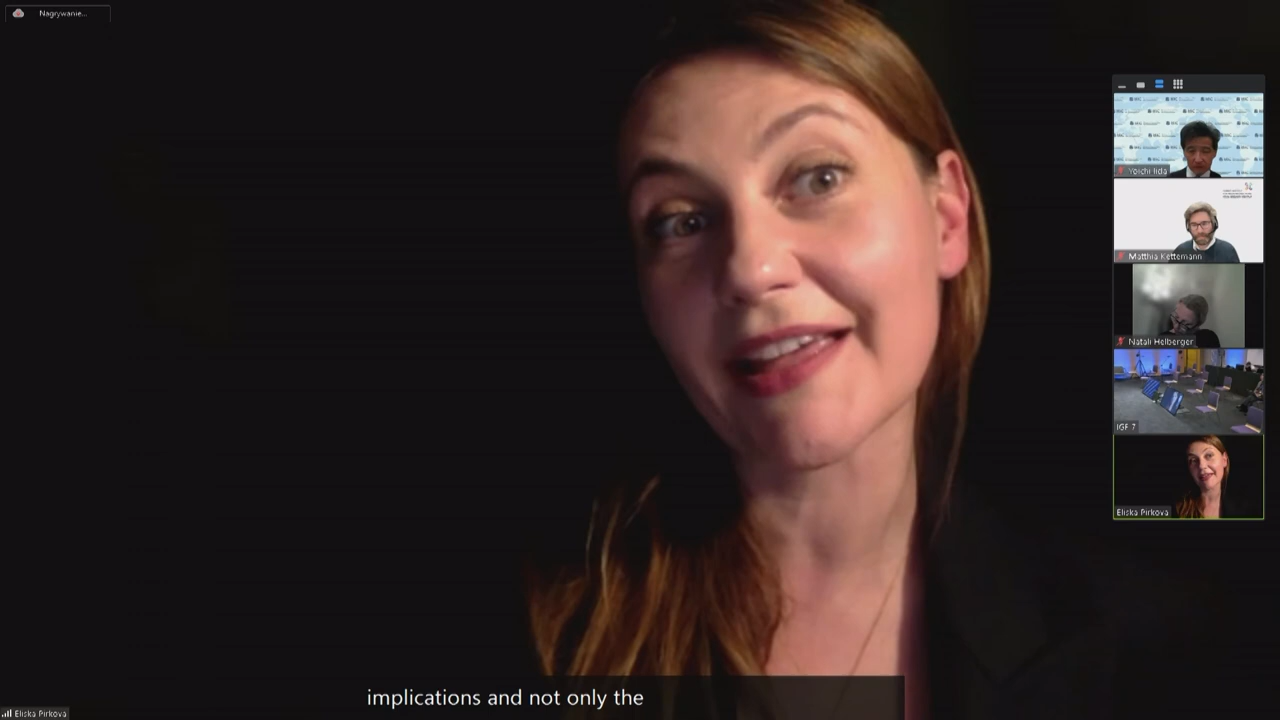 Nagrywanie...
Yoichi Iida
Matthia Kettemann
Natali Helberger
IGF 7
Eliska Pirkova
implications and not only the
Eliska Pirkova